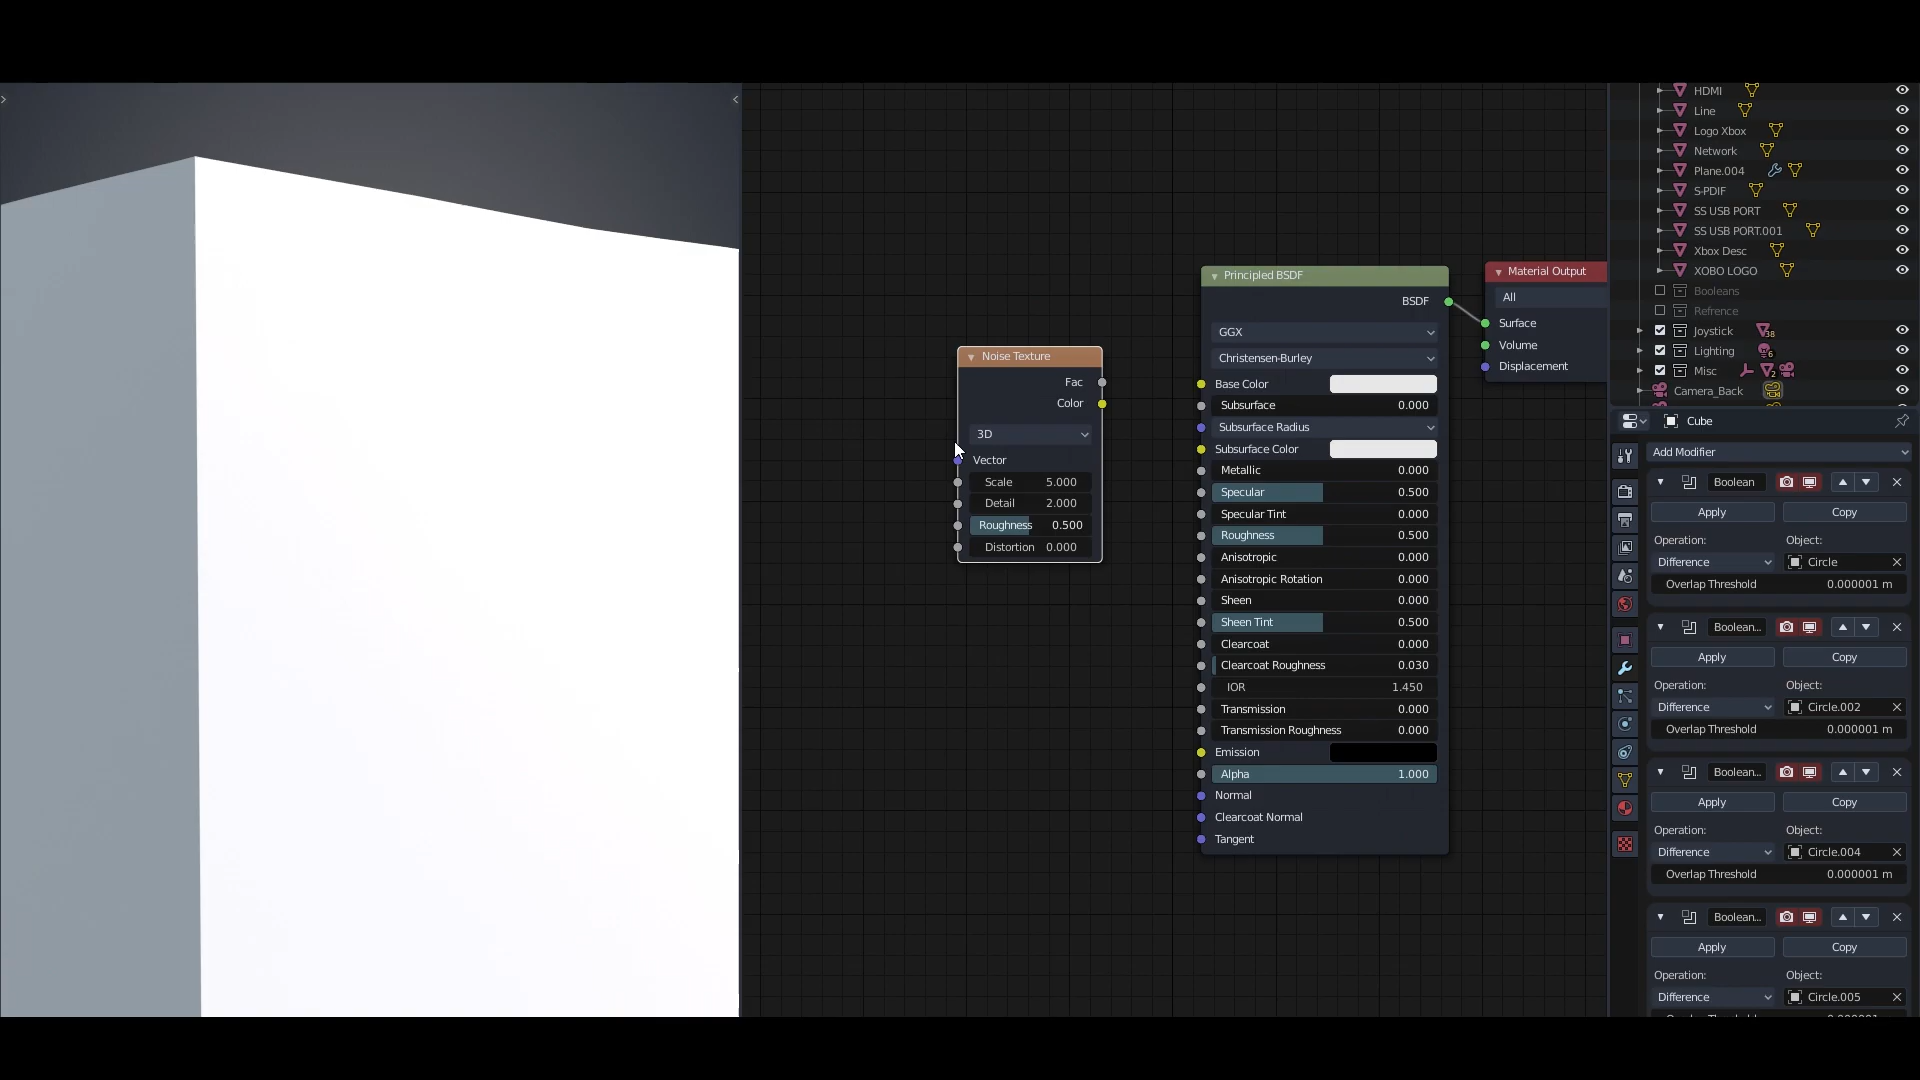 Noise Texture
Fac
Color
3D
Vector
Scale 5.000
Detail 2.000
Roughness 0.500
Distortion 0.000
Principled BSDF
BSDF
GGX
Christensen-Burley
Base Color
Subsurface 0.000
Subsurface Radius
Subsurface Color
Metallic 0.000
Specular 0.500
Specular Tint 0.000
Roughness 0.500
Anisotropic 0.000
Anisotropic Rotation 0.000
Sheen 0.000
Sheen Tint 0.500
Clearcoat 0.000
Clearcoat Roughness 0.030
IOR 1.450
Transmission 0.000
Transmission Roughness 0.000
Emission
Alpha 1.000
Normal
Clearcoat Normal
Tangent
Material Output
All
Surface
Volume
Displacement
HDMI
Line
Logo Xbox
Network
Plane.004
S-PDIF
SS USB PORT
SS USB PORT.001
Xbox Desc
XOBO LOGO
Booleans
Refrence
Joystick 38
Lighting 6
Misc 2
Camera_Back
Cube
Add Modifier
Boolean
Apply Copy
Operation: Object:
Difference Circle
Overlap Threshold 0.000001 m
Boolean...
Apply Copy
Operation: Object:
Difference Circle.002
Overlap Threshold 0.000001 m
Boolean...
Apply Copy
Operation: Object:
Difference Circle.004
Overlap Threshold 0.000001 m
Boolean...
Apply Copy
Operation: Object:
Difference Circle.005